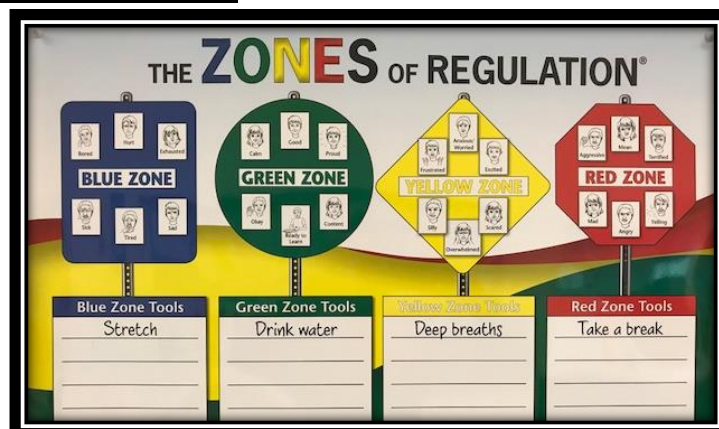 THE ZONES OF REGULATION®
Bored
Hurt
Exhausted
BLUE ZONE
Sick
Tired
Sad
Calm
Good
Proud
GREEN ZONE
Okay
Ready to
Learn
Content
Frustrated
Anxious/
Worried
Excited
YELLOW ZONE
Silly
Overwhelmed
Scared
Aggressive
Mean
Terrified
RED ZONE
Mad
Angry
Yelling
Blue Zone Tools
Stretch
Green Zone Tools
Drink water
Yellow Zone Tools
Deep breaths
Red Zone Tools
Take a break